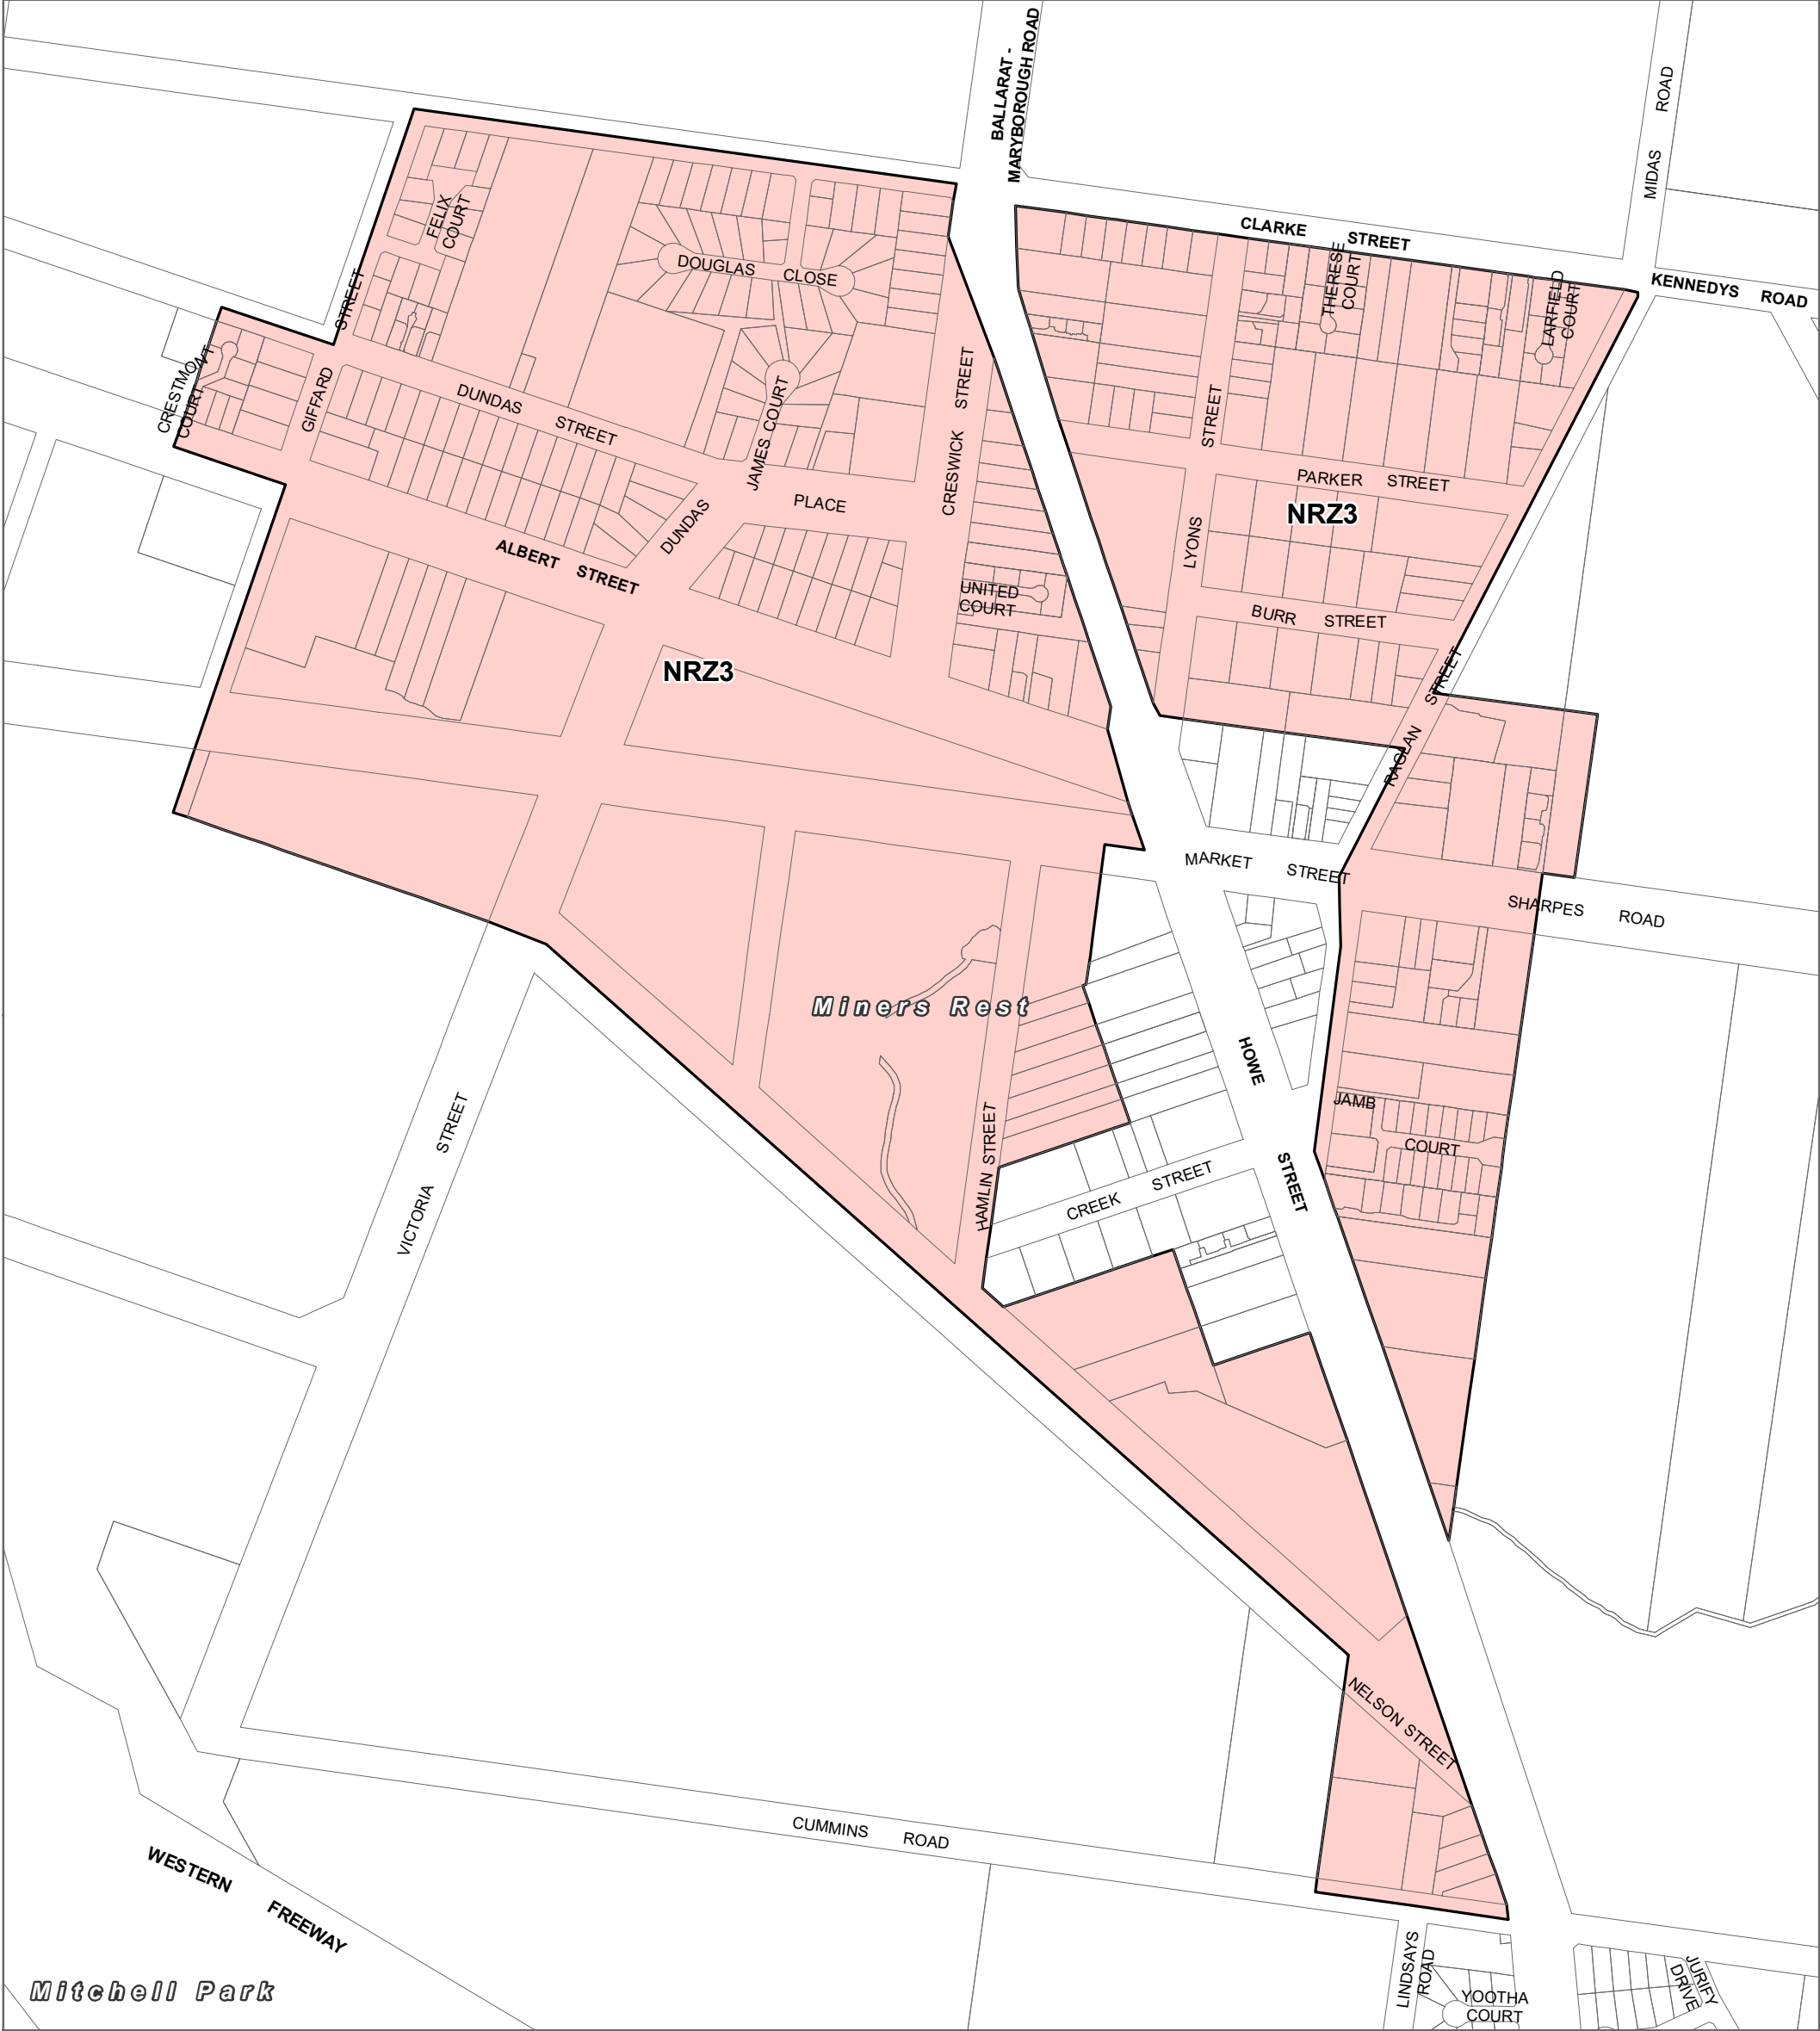 BALLARAT -
MARYBOROUGH ROAD
MIDAS ROAD
CLARKE STREET
KENNEDYS ROAD
FELIX
COURT
DOUGLAS CLOSE
THERESE
COURT
LARFIELD
COURT
GIFFARD STREET
CRESTMONT
COURT
DUNDAS STREET
JAMES COURT
CRESWICK STREET
LYONS STREET
PARKER STREET
NRZ3
DUNDAS PLACE
ALBERT STREET
UNITED
COURT
BURR STREET
NRZ3
RAGLAN STREET
MARKET STREET
SHARPES ROAD
Miners Rest
HOWE STREET
JAMB COURT
HAMLIN STREET
CREEK STREET
VICTORIA STREET
NELSON STREET
CUMMINS ROAD
WESTERN FREEWAY
Mitchell Park
LINDSAYS
ROAD
YOOTHA
COURT
JURIFY
DRIVE